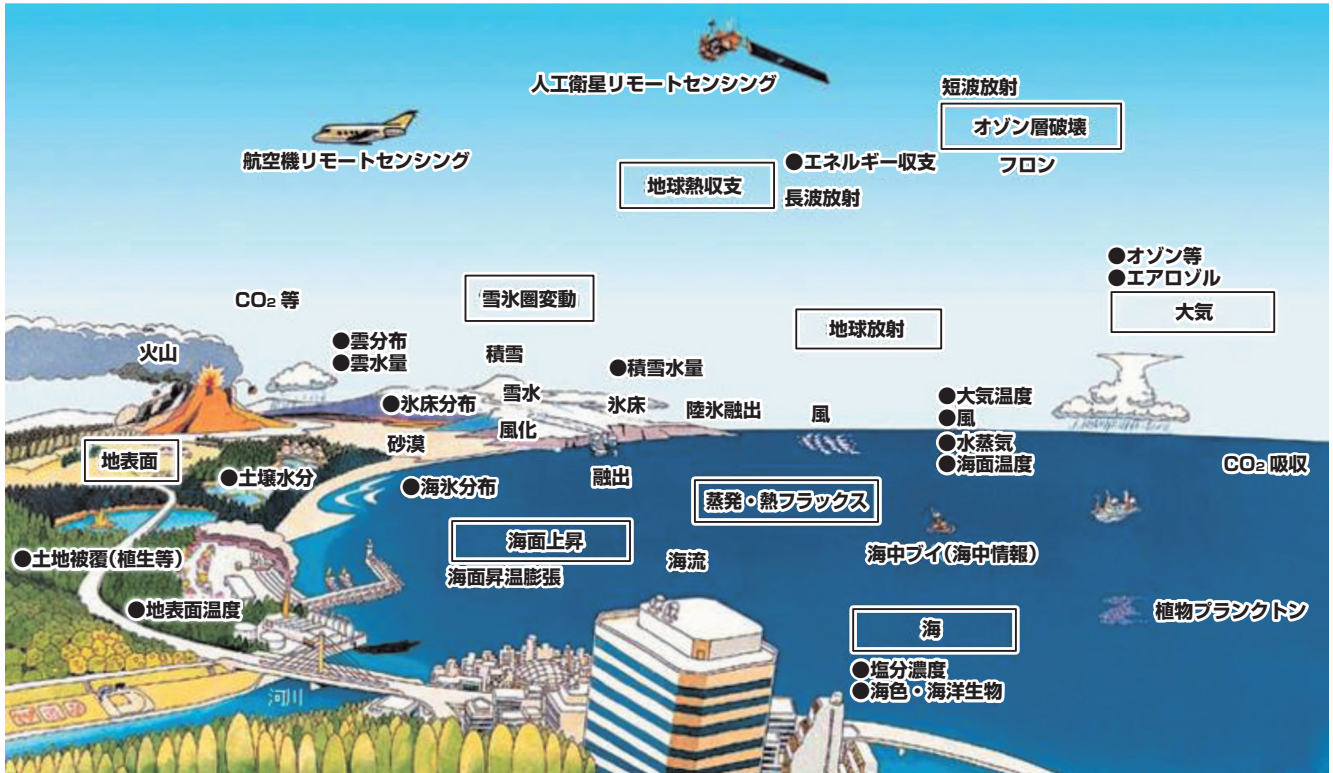 人工衛星リモートセンシング
短波放射
オゾン層破壊
フロン
航空機リモートセンシング
●エネルギー収支
地球熱収支
長波放射
●オゾン等
●エアロゾル
大気
CO₂ 等
雪氷圏変動
地球放射
火山
●雲分布
●雲水量
積雪
●積雪水量
雪水
●氷床分布
氷床
陸氷融出
風
●大気温度
●風
●水蒸気
●海面温度
風化
砂漠
地表面
●土壌水分
●海氷分布
融出
CO₂ 吸収
蒸発・熱フラックス
海面上昇
海面昇温膨張
海流
海中ブイ(海中情報)
●土地被覆(植生等)
●地表面温度
植物プランクトン
海
●塩分濃度
●海色・海洋生物
河川